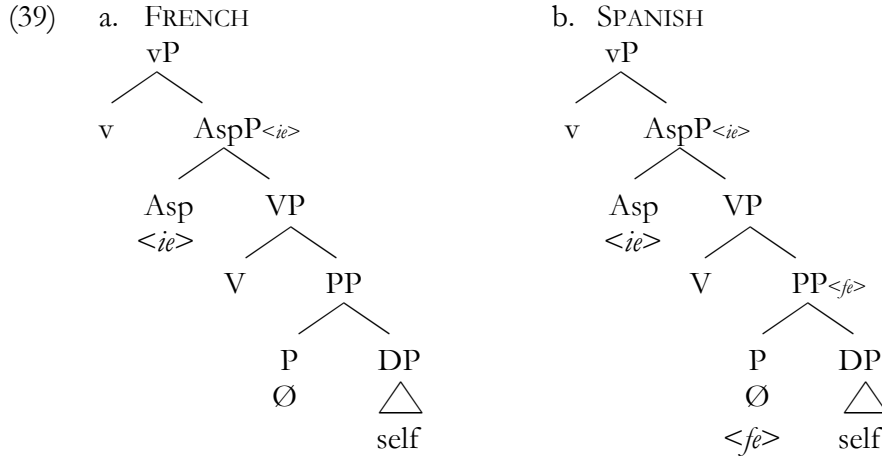 (39) a. FRENCH b. SPANISH
vP vP
v AspP<ie> v AspP<ie>
Asp VP Asp VP
<ie> <ie>
V PP V PP<fe>
P DP P DP
Ø Ø
self <fe> self